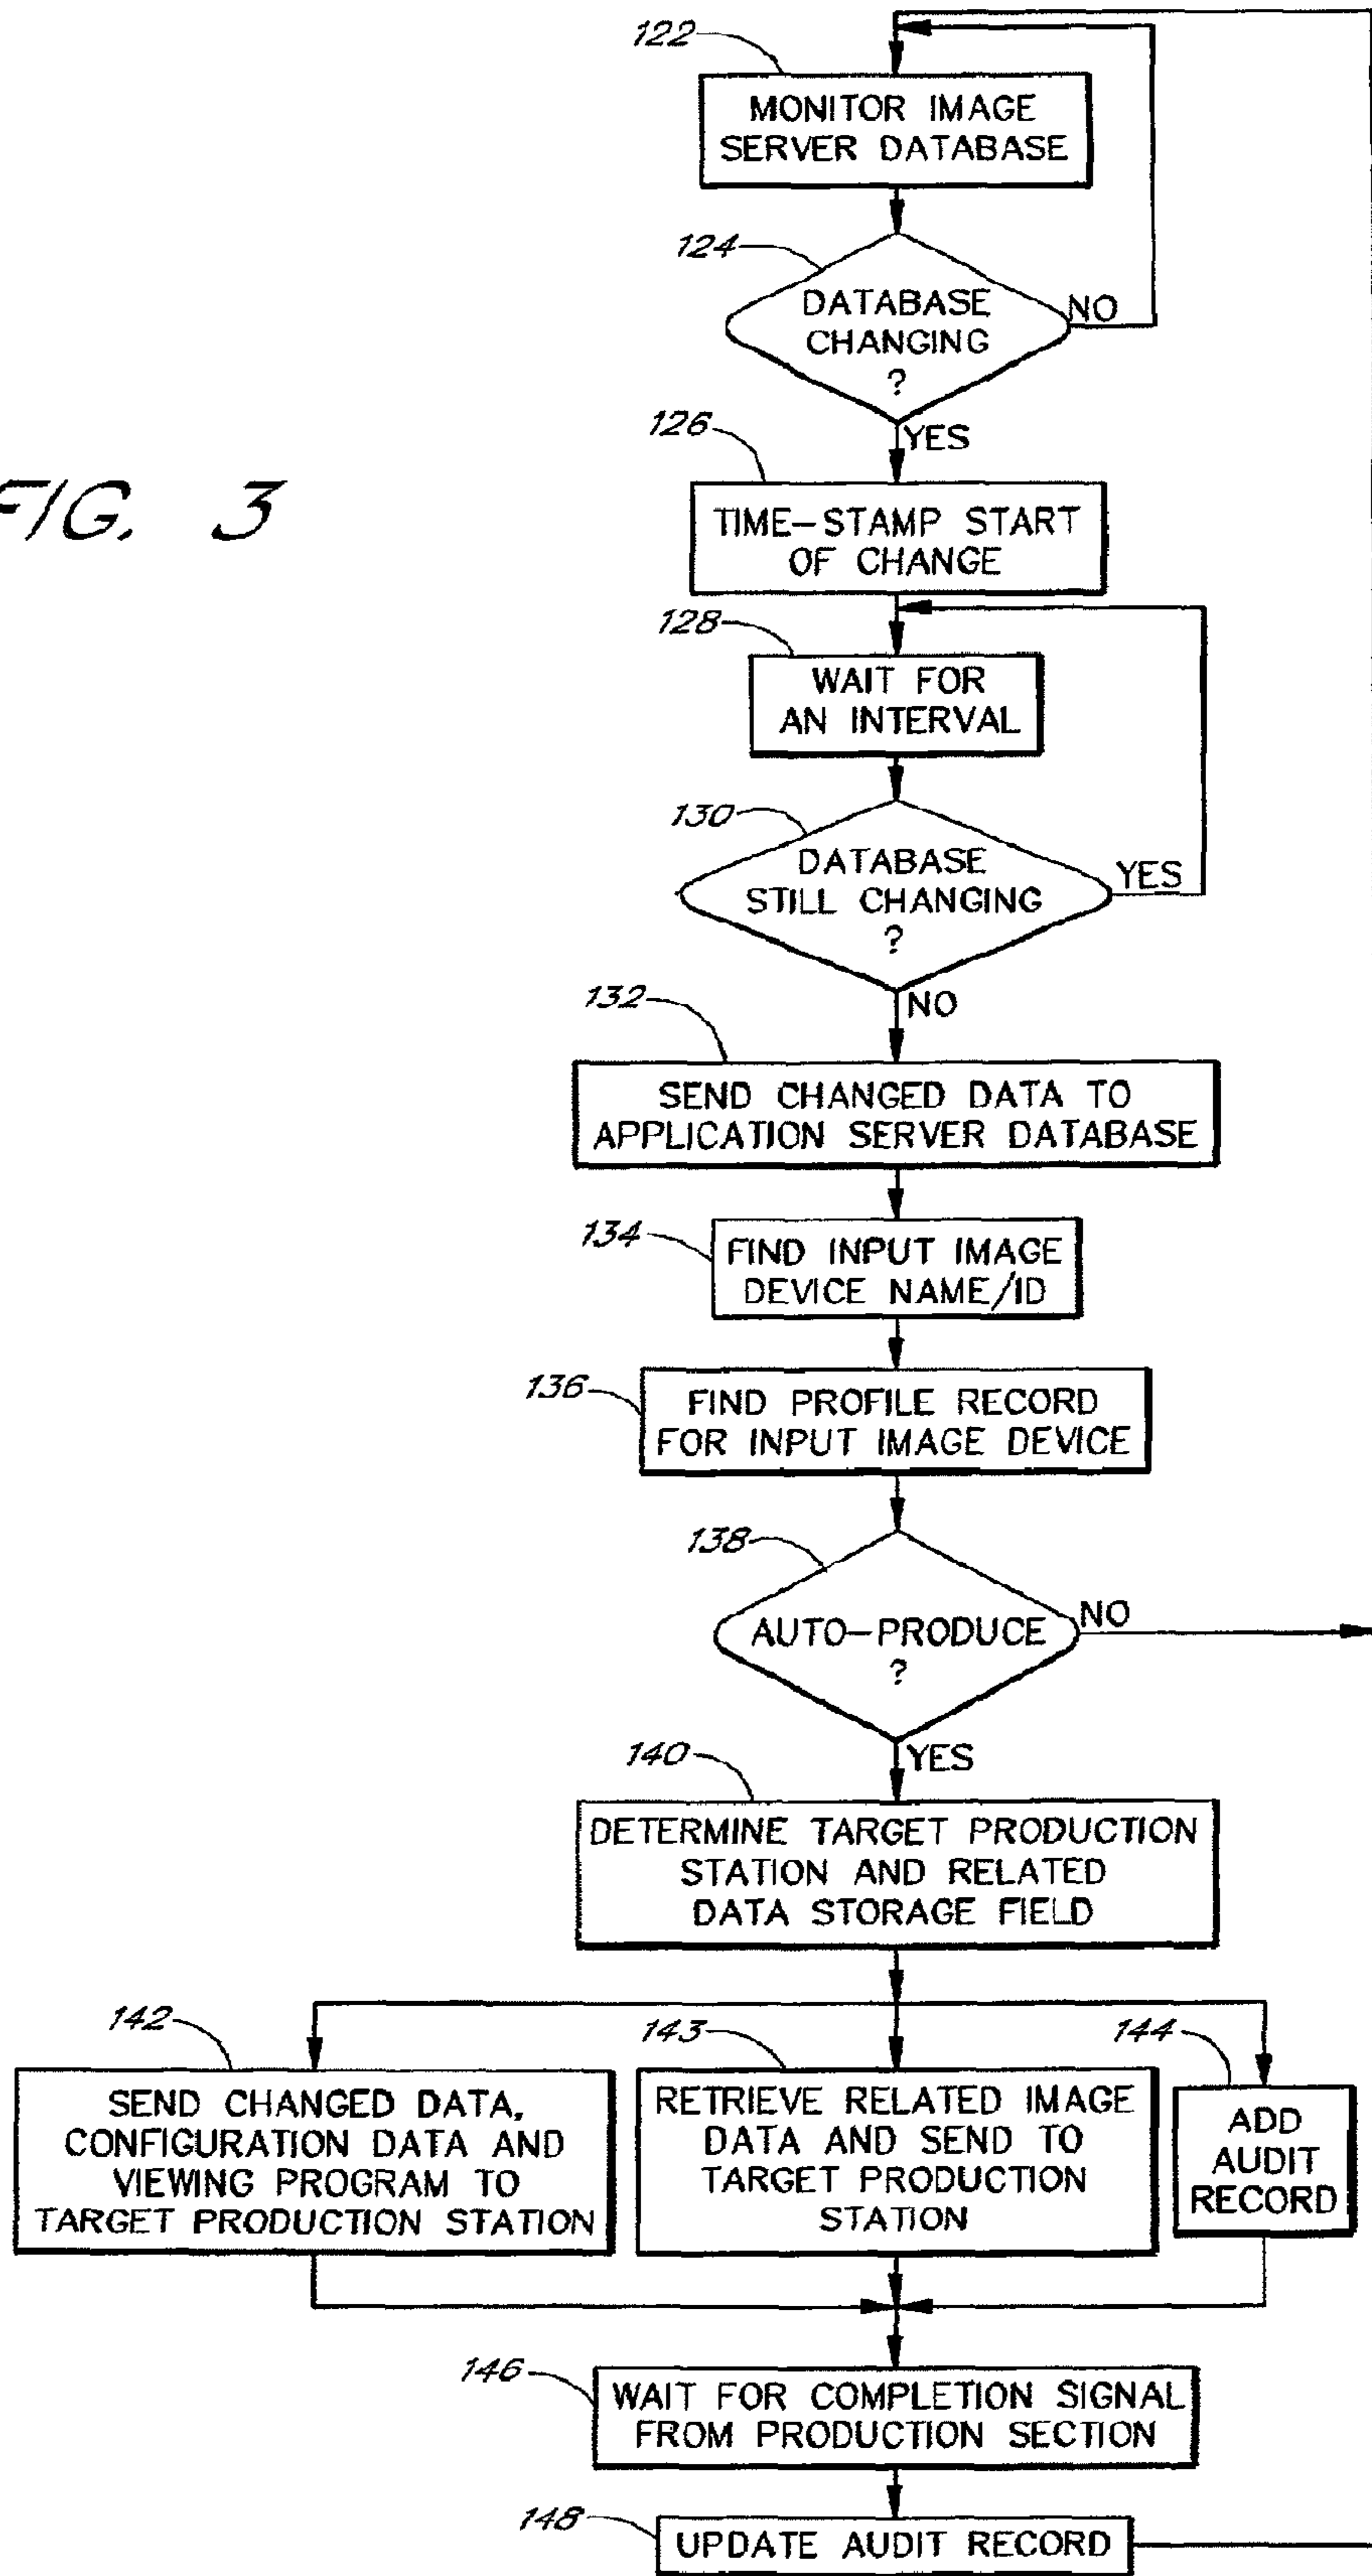 FIG. 3
122
MONITOR IMAGE
SERVER DATABASE
124
DATABASE
CHANGING
?
NO
YES
126
TIME-STAMP START
OF CHANGE
128
WAIT FOR
AN INTERVAL
130
DATABASE
STILL CHANGING
?
YES
NO
132
SEND CHANGED DATA TO
APPLICATION SERVER DATABASE
134
FIND INPUT IMAGE
DEVICE NAME/ID
136
FIND PROFILE RECORD
FOR INPUT IMAGE DEVICE
138
AUTO-PRODUCE
?
NO
YES
140
DETERMINE TARGET PRODUCTION
STATION AND RELATED
DATA STORAGE FIELD
142
SEND CHANGED DATA,
CONFIGURATION DATA AND
VIEWING PROGRAM TO
TARGET PRODUCTION STATION
143
RETRIEVE RELATED IMAGE
DATA AND SEND TO
TARGET PRODUCTION
STATION
144
ADD
AUDIT
RECORD
146
WAIT FOR COMPLETION SIGNAL
FROM PRODUCTION SECTION
148
UPDATE AUDIT RECORD